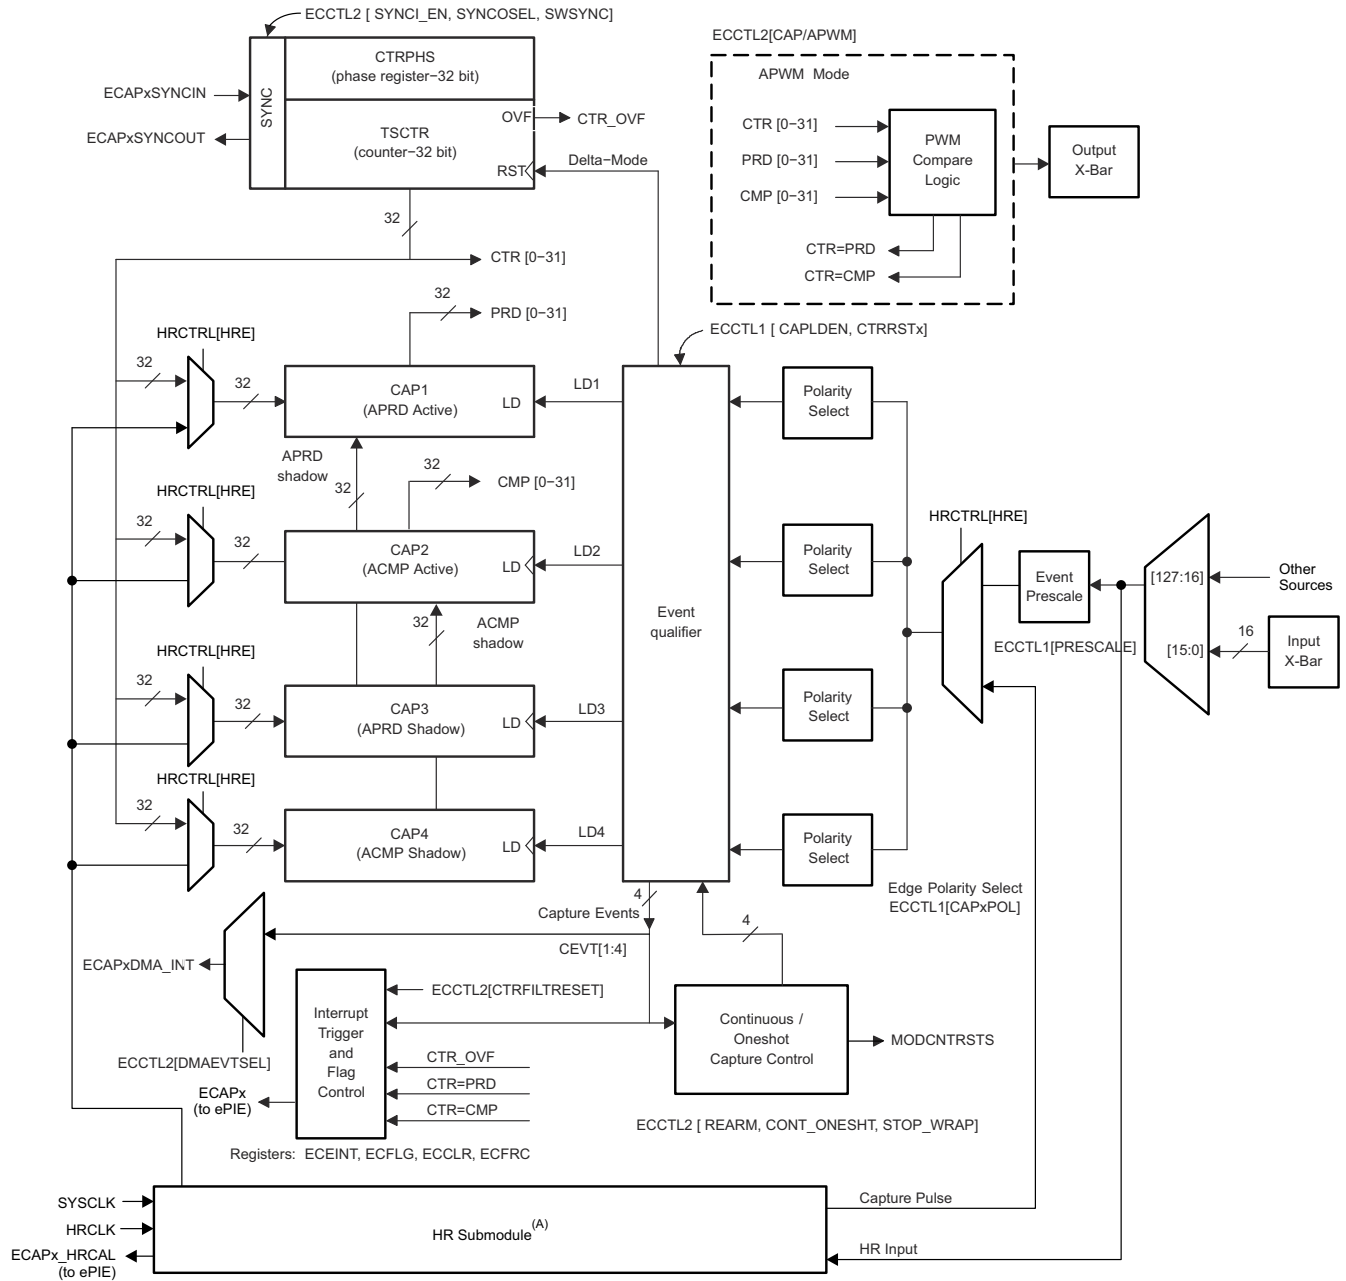 ECCTL2 [ SYNCI_EN, SYNCOSEL, SWSYNC]
SYNC
CTRPHS
(phase register−32 bit)
ECAPxSYNCIN
ECAPxSYNCOUT
TSCTR
(counter−32 bit)
OVF
CTR_OVF
RST
Delta−Mode
32
CTR [0−31]
ECCTL2[CAP/APWM]
APWM Mode
CTR [0−31]
PRD [0−31]
CMP [0−31]
PWM
Compare
Logic
Output
X-Bar
CTR=PRD
CTR=CMP
32
PRD [0−31]
HRCTRL[HRE]
32
32
CAP1
(APRD Active)
LD
LD1
ECCTL1 [ CAPLDEN, CTRRSTx]
Polarity
Select
APRD
shadow
32
32
CMP [0−31]
HRCTRL[HRE]
32
32
CAP2
(ACMP Active)
LD
LD2
Polarity
Select
HRCTRL[HRE]
Event
Prescale
ECCTL1[PRESCALE]
[127:16]
[15:0]
Other
Sources
16
Input
X-Bar
Event
qualifier
32
ACMP
shadow
HRCTRL[HRE]
32
32
CAP3
(APRD Shadow)
LD
LD3
Polarity
Select
HRCTRL[HRE]
32
32
CAP4
(ACMP Shadow)
LD
LD4
Polarity
Select
Edge Polarity Select
ECCTL1[CAPxPOL]
4
Capture Events
CEVT[1:4]
4
ECAPxDMA_INT
ECCTL2[DMAEVTSEL]
Interrupt
Trigger
and
Flag
Control
ECCTL2[CTRFILTRESET]
CTR_OVF
CTR=PRD
CTR=CMP
ECAPx
(to ePIE)
Continuous /
Oneshot
Capture Control
MODCNTRSTS
ECCTL2 [ REARM, CONT_ONESHT, STOP_WRAP]
Registers: ECEINT, ECFLG, ECCLR, ECFRC
SYSCLK
HRCLK
ECAPx_HRCAL
(to ePIE)
HR Submodule(A)
Capture Pulse
HR Input